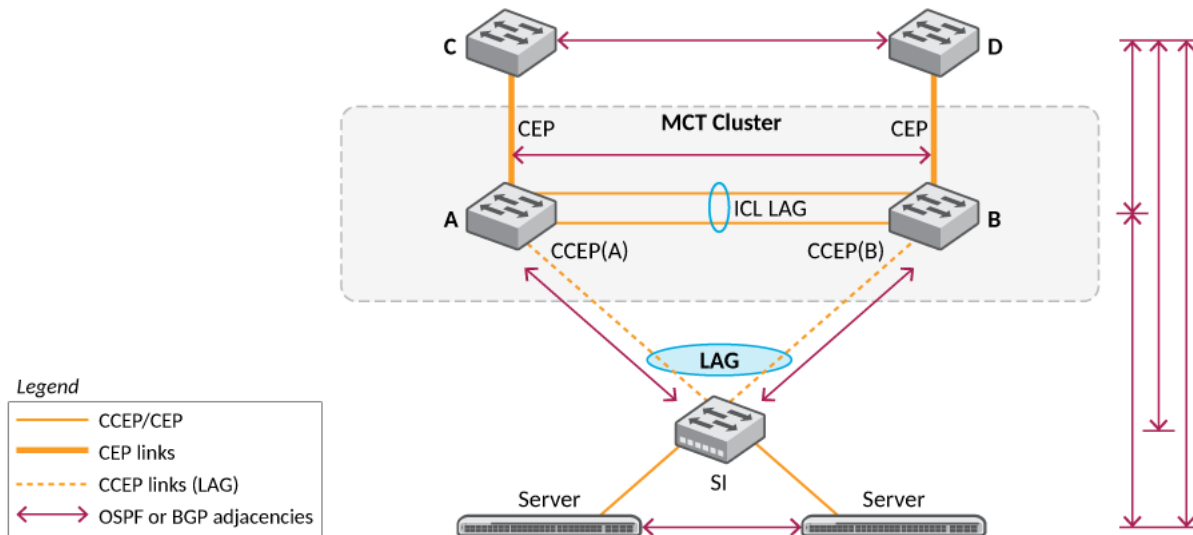 C
D
MCT Cluster
CEP
CEP
A
ICL LAG
B
CCEP(A)
CCEP(B)
LAG
Legend
CCEP/CEP
CEP links
CCEP links (LAG)
OSPF or BGP adjacencies
SI
Server
Server